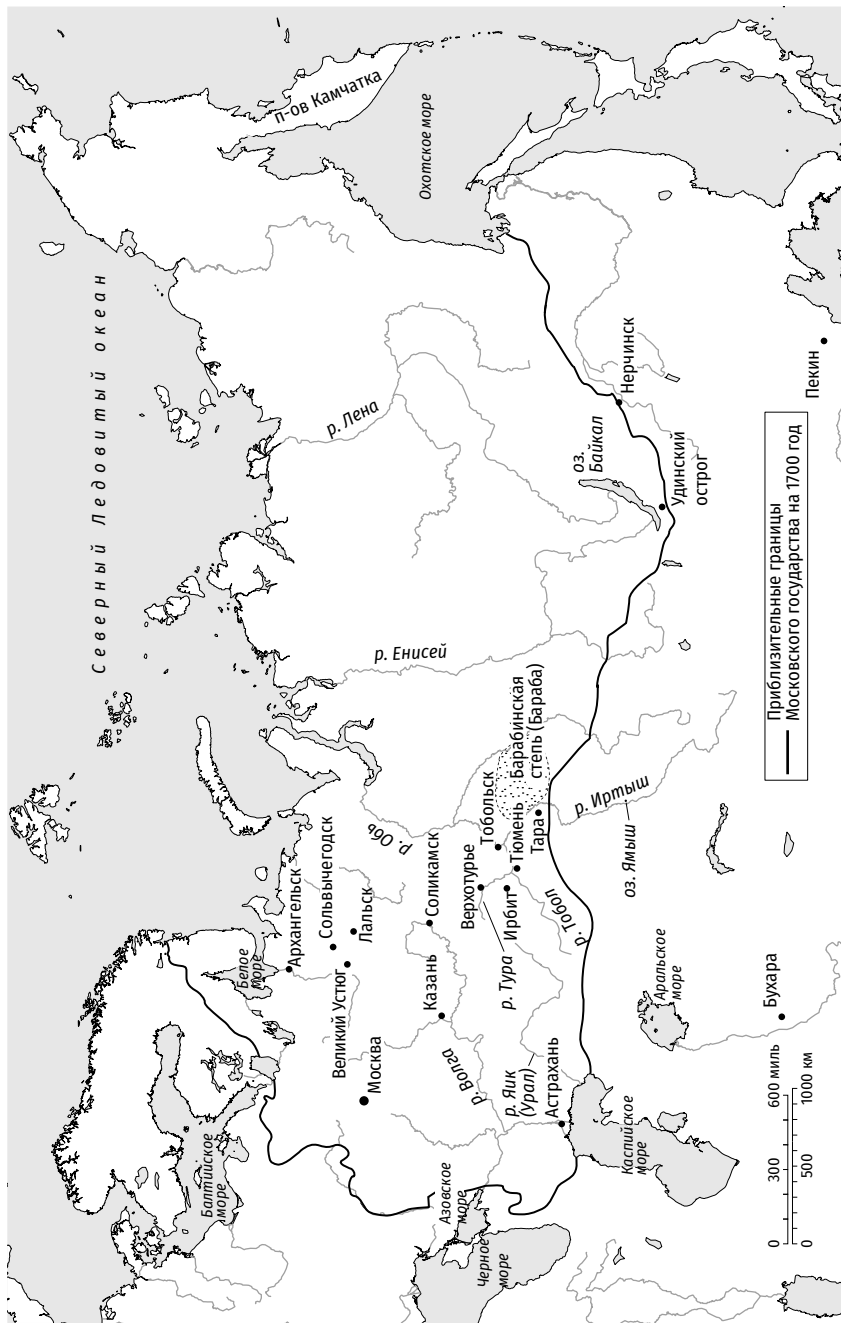 Северный Ледовитый океан
п-ов Камчатка
Охотское море
р. Лена
оз.
Байкал
Нерчинск
Удинский
острог
Пекин
р. Енисей
р. Обь
Барабинская
степь (Бараба)
Тобольск
Тюмень
Тара
р. Иртыш
оз. Ямыш
Верхотурье
Ирбит
р. Тура
р. Тобол
Соликамск
Архангельск
Сольвычегодск
Лальск
Великий Устюг
Белое
море
Москва
Казань
р. Волга
р. Яик
(Урал)
Астрахань
Балтийское
море
Азовское
море
Черное
море
Каспийское
море
Аральское
море
Бухара
Приблизительные границы
Московского государства на 1700 год
0 300 600 миль
0 500 1000 км